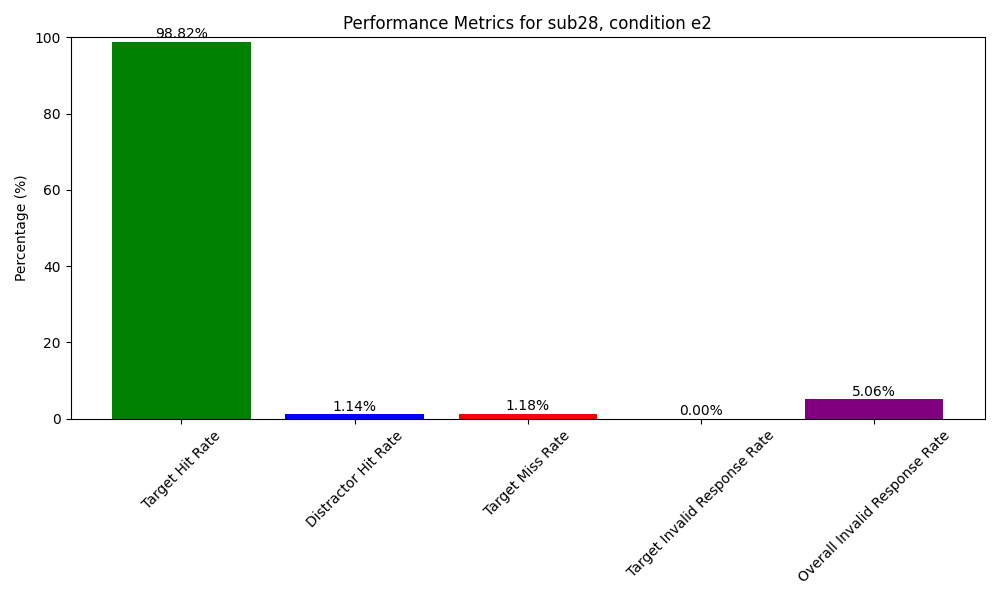 Performance Metrics for sub28, condition e2
Percentage (%)
100
80
60
40
20
0
98.82%
1.14%
1.18%
0.00%
5.06%
Target Hit Rate
Distractor Hit Rate
Target Miss Rate
Target Invalid Response Rate
Overall Invalid Response Rate